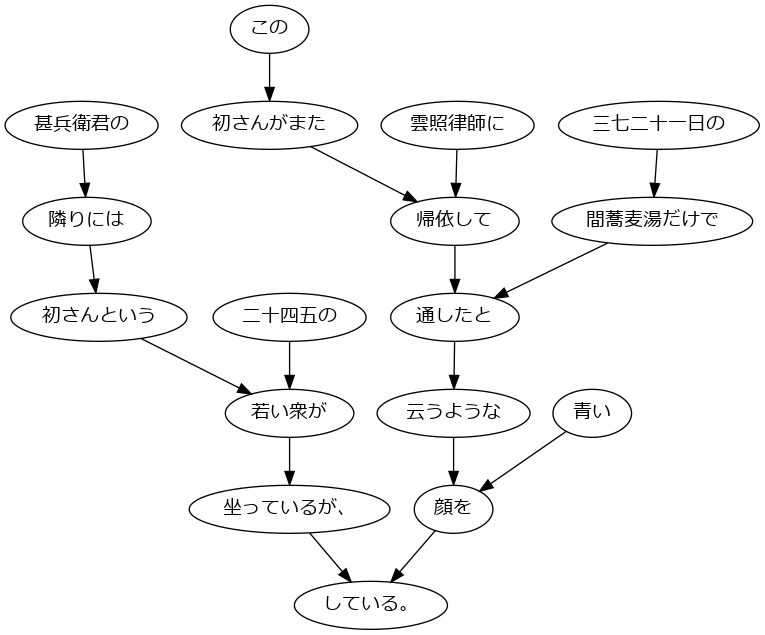 この
甚兵衛君の
初さんがまた
雲照律師に
三七二十一日の
隣りには
帰依して
間蕎麦湯だけで
初さんという
二十四五の
通したと
若い衆が
云うような
青い
坐っているが、
顔を
している。